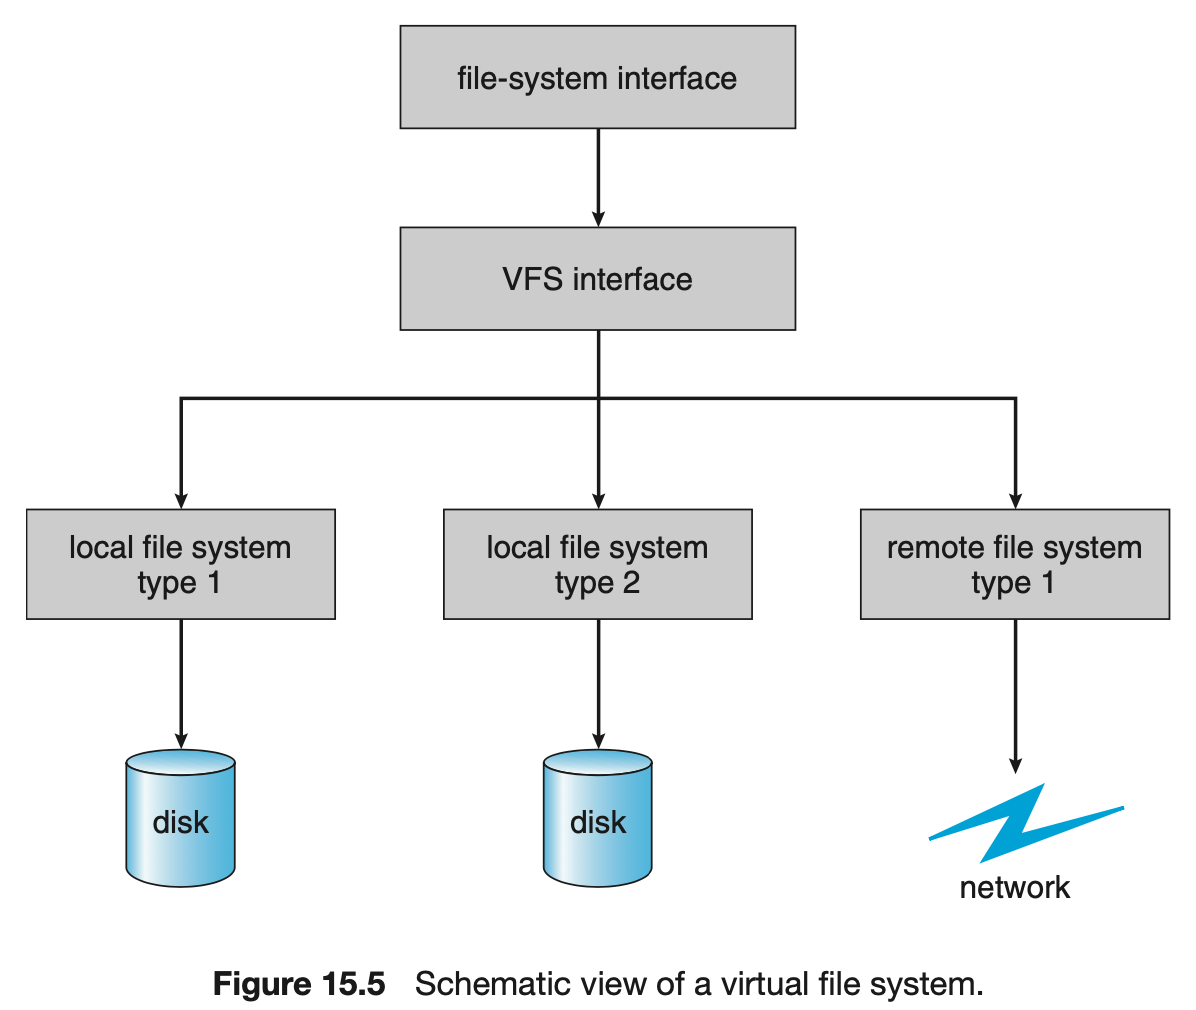 file-system interface
VFS interface
local file system
type 1
local file system
type 2
remote file system
type 1
disk
disk
network
Figure 15.5 Schematic view of a virtual file system.